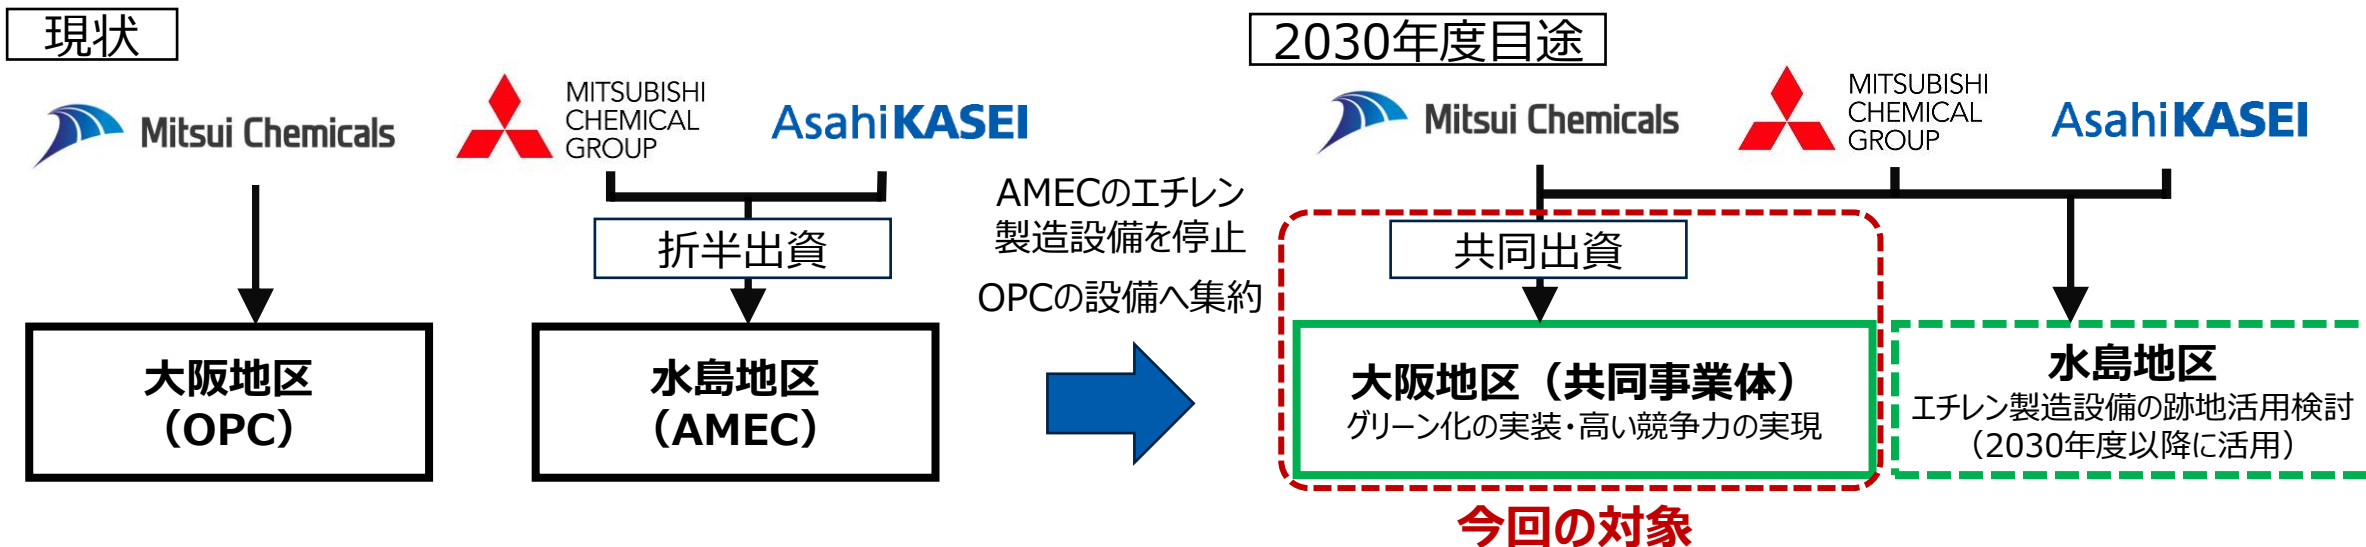 現状
Mitsui Chemicals
MITSUBISHI
CHEMICAL
GROUP
AsahiKASEI
折半出資
大阪地区
（OPC）
水島地区
（AMEC）
AMECのエチレン
製造設備を停止
OPCの設備へ集約
2030年度目途
Mitsui Chemicals
MITSUBISHI
CHEMICAL
GROUP
AsahiKASEI
共同出資
大阪地区（共同事業体）
グリーン化の実装・高い競争力の実現
水島地区
エチレン製造設備の跡地活用検討
（2030年度以降に活用）
今回の対象